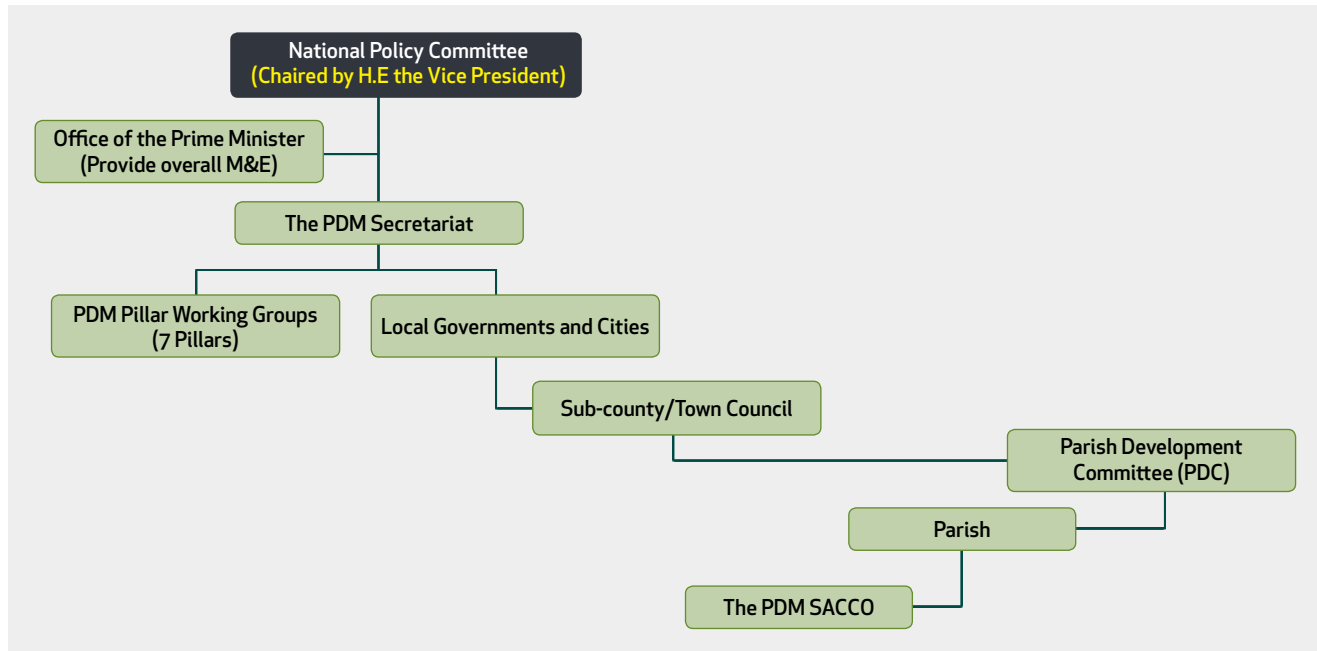 National Policy Committee
(Chaired by H.E the Vice President)
Office of the Prime Minister
(Provide overall M&E)
The PDM Secretariat
PDM Pillar Working Groups
(7 Pillars)
Local Governments and Cities
Sub-county/Town Council
Parish Development
Committee (PDC)
Parish
The PDM SACCO